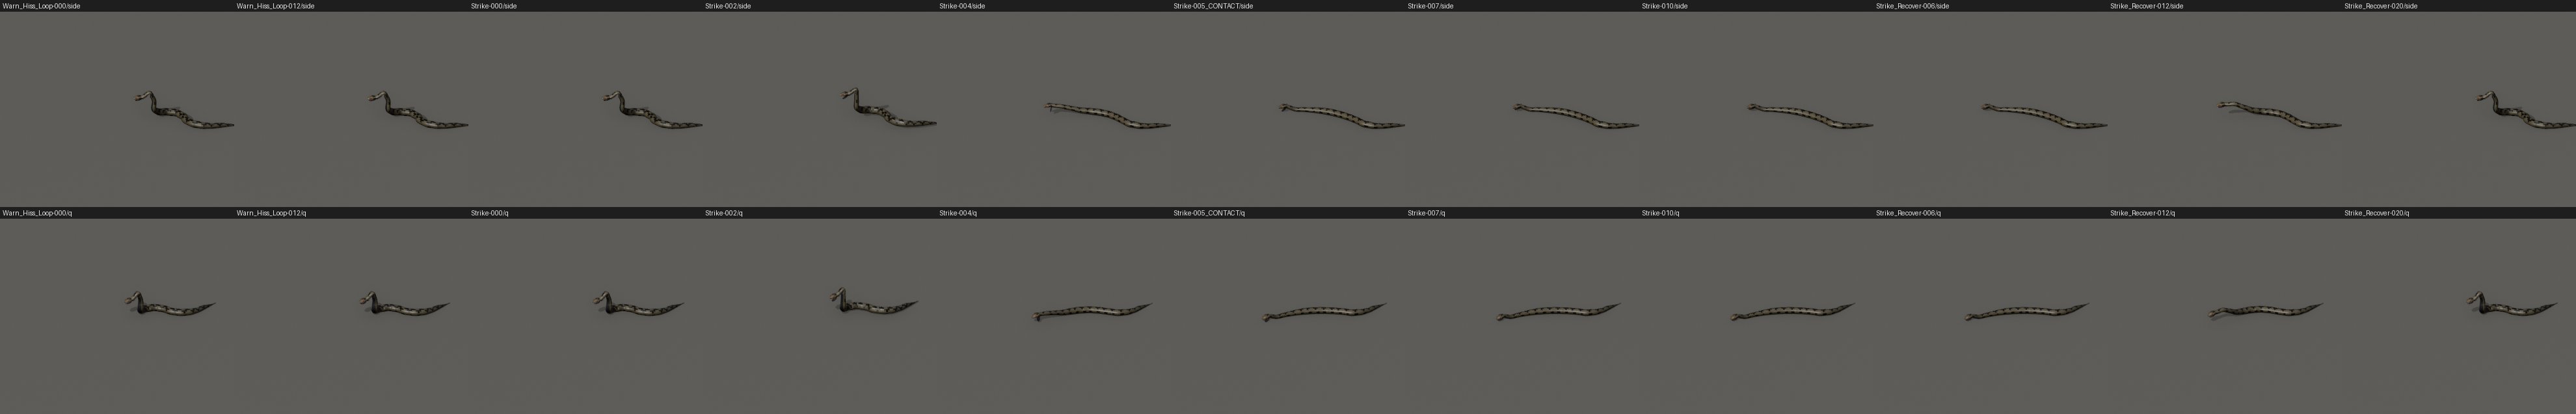 Warn_Hiss_Loop-000/side
Warn_Hiss_Loop-012/side
Strike-000/side
Strike-002/side
Strike-004/side
Strike-005_CONTACT/side
Strike-007/side
Strike-010/side
Strike_Recover-006/side
Strike_Recover-012/side
Strike_Recover-020/side
Warn_Hiss_Loop-000/q
Warn_Hiss_Loop-012/q
Strike-000/q
Strike-002/q
Strike-004/q
Strike-005_CONTACT/q
Strike-007/q
Strike-010/q
Strike_Recover-006/q
Strike_Recover-012/q
Strike_Recover-020/q